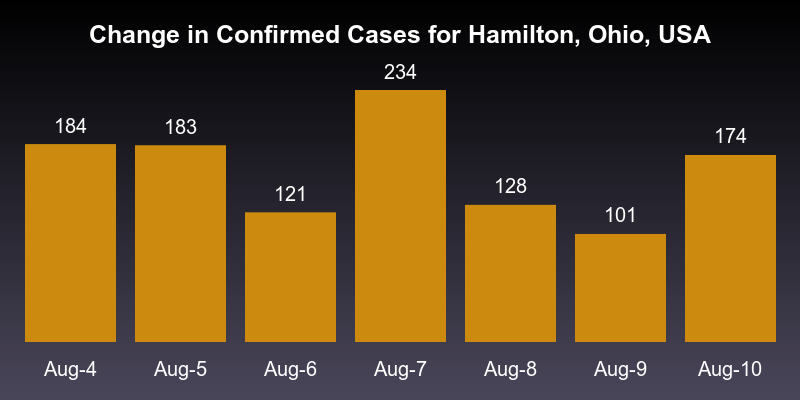 Change in Confirmed Cases for Hamilton, Ohio, USA
184 183 121 234 128 101 174
Aug-4 Aug-5 Aug-6 Aug-7 Aug-8 Aug-9 Aug-10